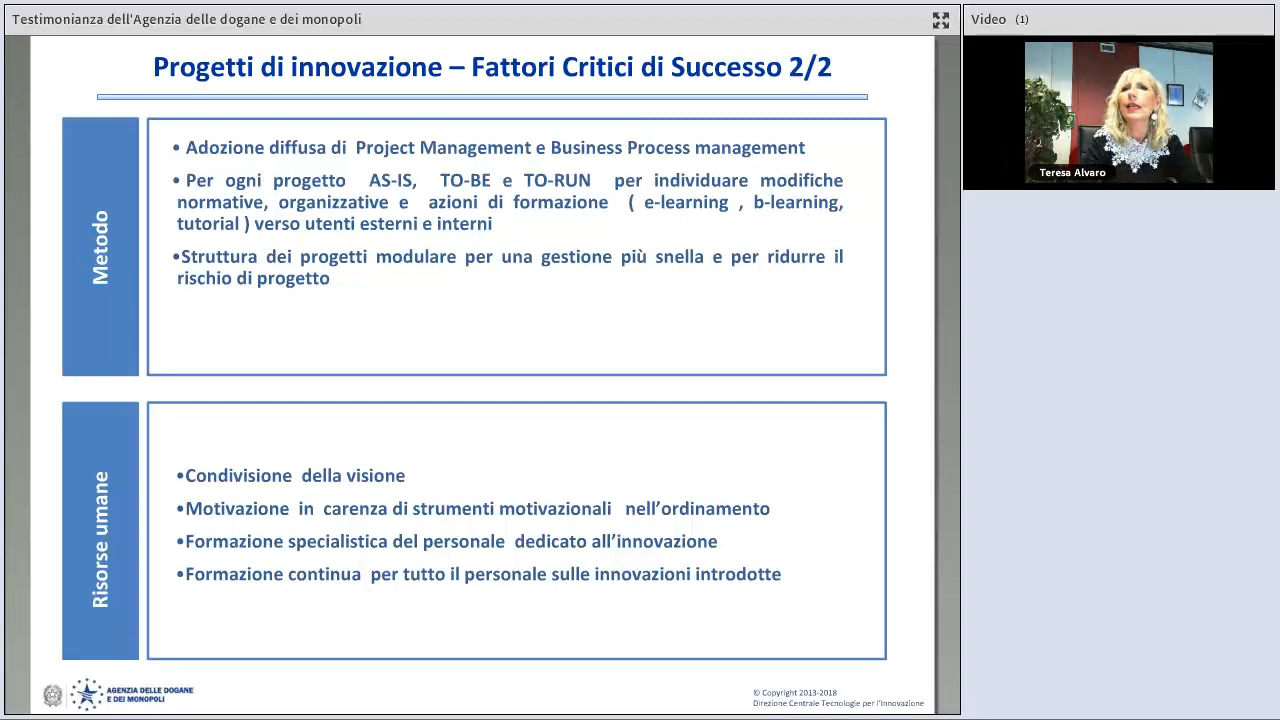 Testimonianza dell'Agenzia delle dogane e dei monopoli
Video (1)
Teresa Alvaro
Progetti di innovazione – Fattori Critici di Successo 2/2
Metodo
• Adozione diffusa di Project Management e Business Process management
• Per ogni progetto AS-IS, TO-BE e TO-RUN per individuare modifiche
normative, organizzative e azioni di formazione ( e-learning , b-learning,
tutorial ) verso utenti esterni e interni
•Struttura dei progetti modulare per una gestione più snella e per ridurre il
rischio di progetto
Risorse umane
•Condivisione della visione
•Motivazione in carenza di strumenti motivazionali nell’ordinamento
•Formazione specialistica del personale dedicato all’innovazione
•Formazione continua per tutto il personale sulle innovazioni introdotte
AGENZIA DELLE DOGANE
E DEI MONOPOLI
© Copyright 2013-2018
Direzione Centrale Tecnologie per l'Innovazione